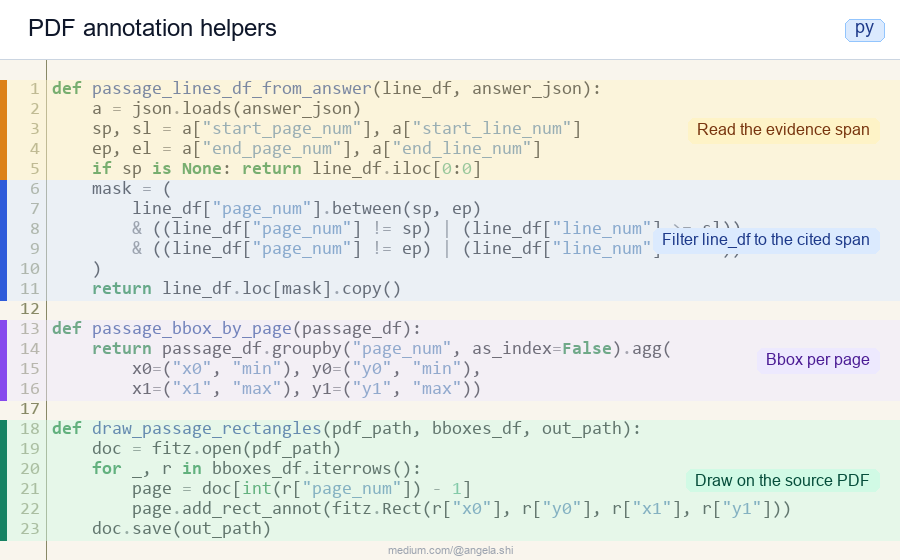 PDF annotation helpers
py
1 def passage_lines_df_from_answer(line_df, answer_json):
2     a = json.loads(answer_json)
3     sp, sl = a["start_page_num"], a["start_line_num"]
Read the evidence span
4     ep, el = a["end_page_num"], a["end_line_num"]
5     if sp is None: return line_df.iloc[0:0]
6     mask = (
7         line_df["page_num"].between(sp, ep)
8         & ((line_df["page_num"] != sp) | (line_df["line_num"]
Filter line_df to the cited span
9         & ((line_df["page_num"] != ep) | (line_df["line_num"]
10     )
11     return line_df.loc[mask].copy()
12
13 def passage_bbox_by_page(passage_df):
14     return passage_df.groupby("page_num", as_index=False).agg(
Bbox per page
15         x0=("x0", "min"), y0=("y0", "min"),
16         x1=("x1", "max"), y1=("y1", "max"))
17
18 def draw_passage_rectangles(pdf_path, bboxes_df, out_path):
19     doc = fitz.open(pdf_path)
20     for _, r in bboxes_df.iterrows():
21         page = doc[int(r["page_num"]) - 1]
Draw on the source PDF
22         page.add_rect_annot(fitz.Rect(r["x0"], r["y0"], r["x1"], r["y1"]))
23     doc.save(out_path)
medium.com/@angela.shi